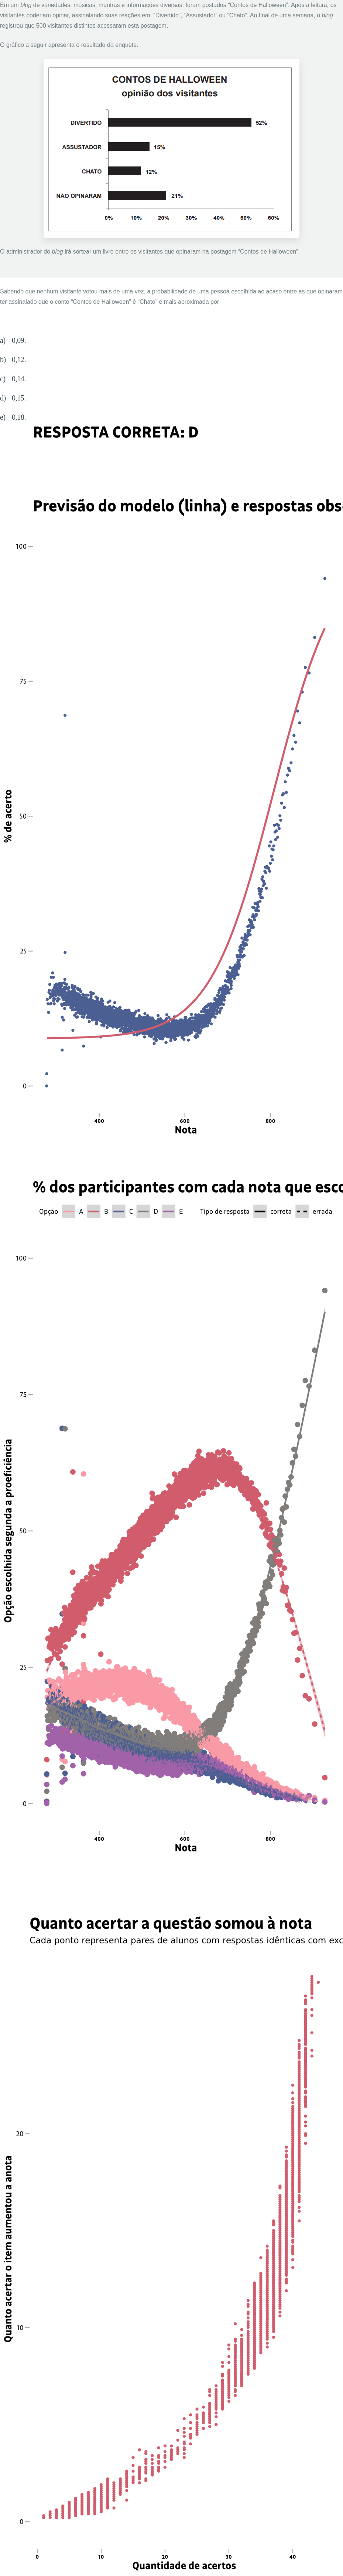 Em um blog de variedades, músicas, mantras e informações diversas, foram postados “Contos de Halloween”. Após a leitura, os
visitantes poderiam opinar, assinalando suas reações em: “Divertido”, “Assustador” ou “Chato”. Ao final de uma semana, o blog
registrou que 500 visitantes distintos acessaram esta postagem.
O gráfico a seguir apresenta o resultado da enquete.
CONTOS DE HALLOWEEN
opinião dos visitantes
DIVERTIDO 52%
ASSUSTADOR 15%
CHATO 12%
NÃO OPINARAM 21%
0% 10% 20% 30% 40% 50% 60%
O administrador do blog irá sortear um livro entre os visitantes que opinaram na postagem “Contos de Halloween”.
Sabendo que nenhum visitante votou mais de uma vez, a probabilidade de uma pessoa escolhida ao acaso entre as que opinaram
ter assinalado que o conto “Contos de Halloween” é “Chato” é mais aproximada por
a) 0,09.
b) 0,12.
c) 0,14.
d) 0,15.
e) 0,18.
RESPOSTA CORRETA: D
Previsão do modelo (linha) e respostas obs
100
75
50
25
0
% de acerto
400 600 800
Nota
% dos participantes com cada nota que esco
Opção A B C D E Tipo de resposta correta errada
100
75
50
25
0
Opção escolhida segunda a proeficiência
400 600 800
Nota
Quanto acertar a questão somou à nota
Cada ponto representa pares de alunos com respostas idênticas com exc
20
10
0
Quanto acertar o item aumentou a anota
0 10 20 30 40
Quantidade de acertos